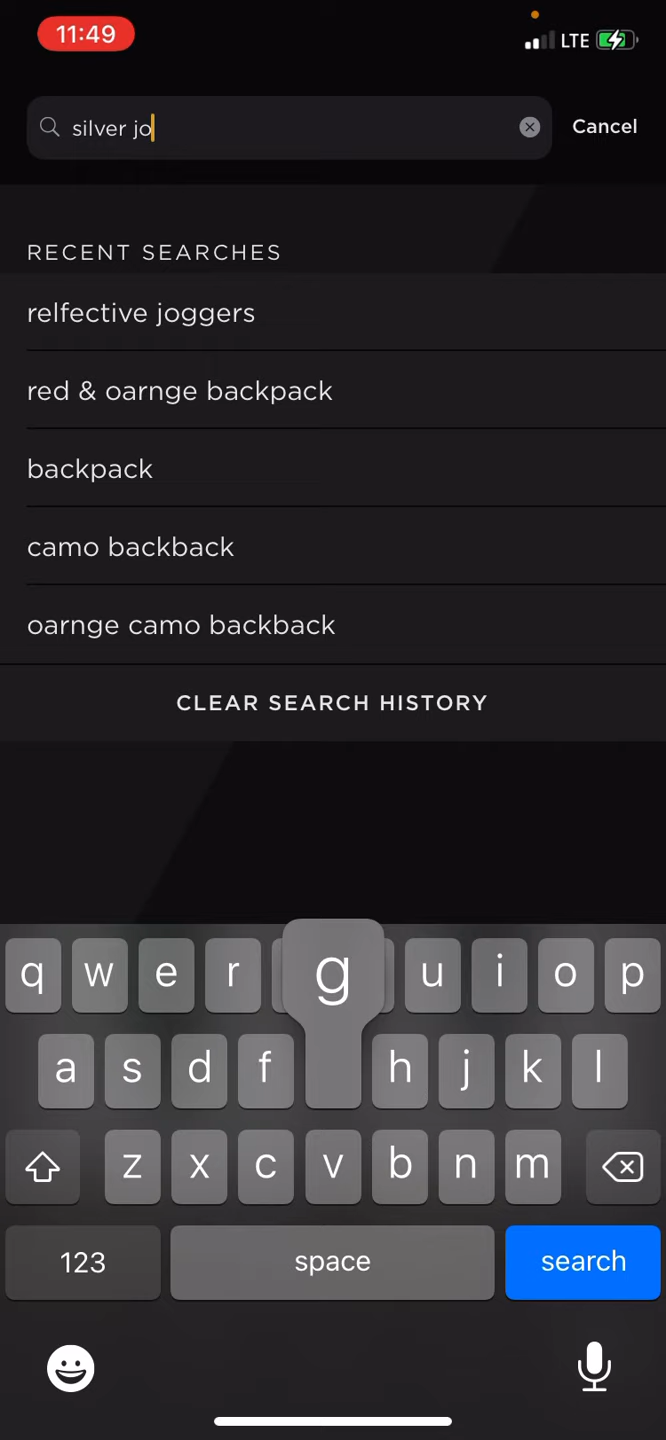 11:49 LTE
silver jo Cancel
RECENT SEARCHES
relfective joggers
red & oarnge backpack
backpack
camo backback
oarnge camo backback
CLEAR SEARCH HISTORY
q w e r g u i o p
a s d f h j k l
z x c v b n m
123 space search